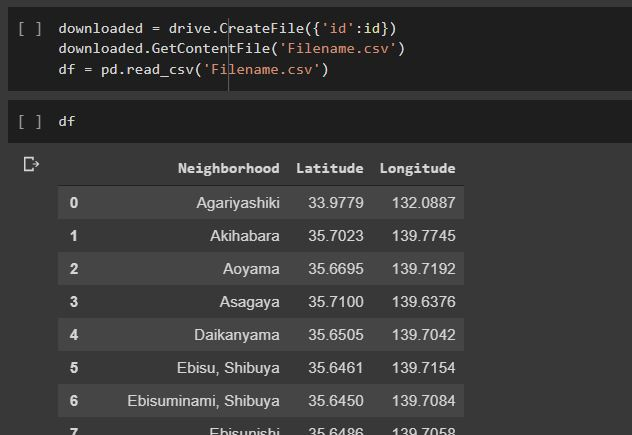 [ ] downloaded = drive.CreateFile({'id':id})
downloaded.GetContentFile('Filename.csv')
df = pd.read_csv('Filename.csv')
[ ] df
Neighborhood Latitude Longitude
0 Agariyashiki 33.9779 132.0887
1 Akihabara 35.7023 139.7745
2 Aoyama 35.6695 139.7192
3 Asagaya 35.7100 139.6376
4 Daikanyama 35.6505 139.7042
5 Ebisu, Shibuya 35.6461 139.7154
6 Ebisuminami, Shibuya 35.6450 139.7084
7 Ebisunishi 35.6486 139.7058